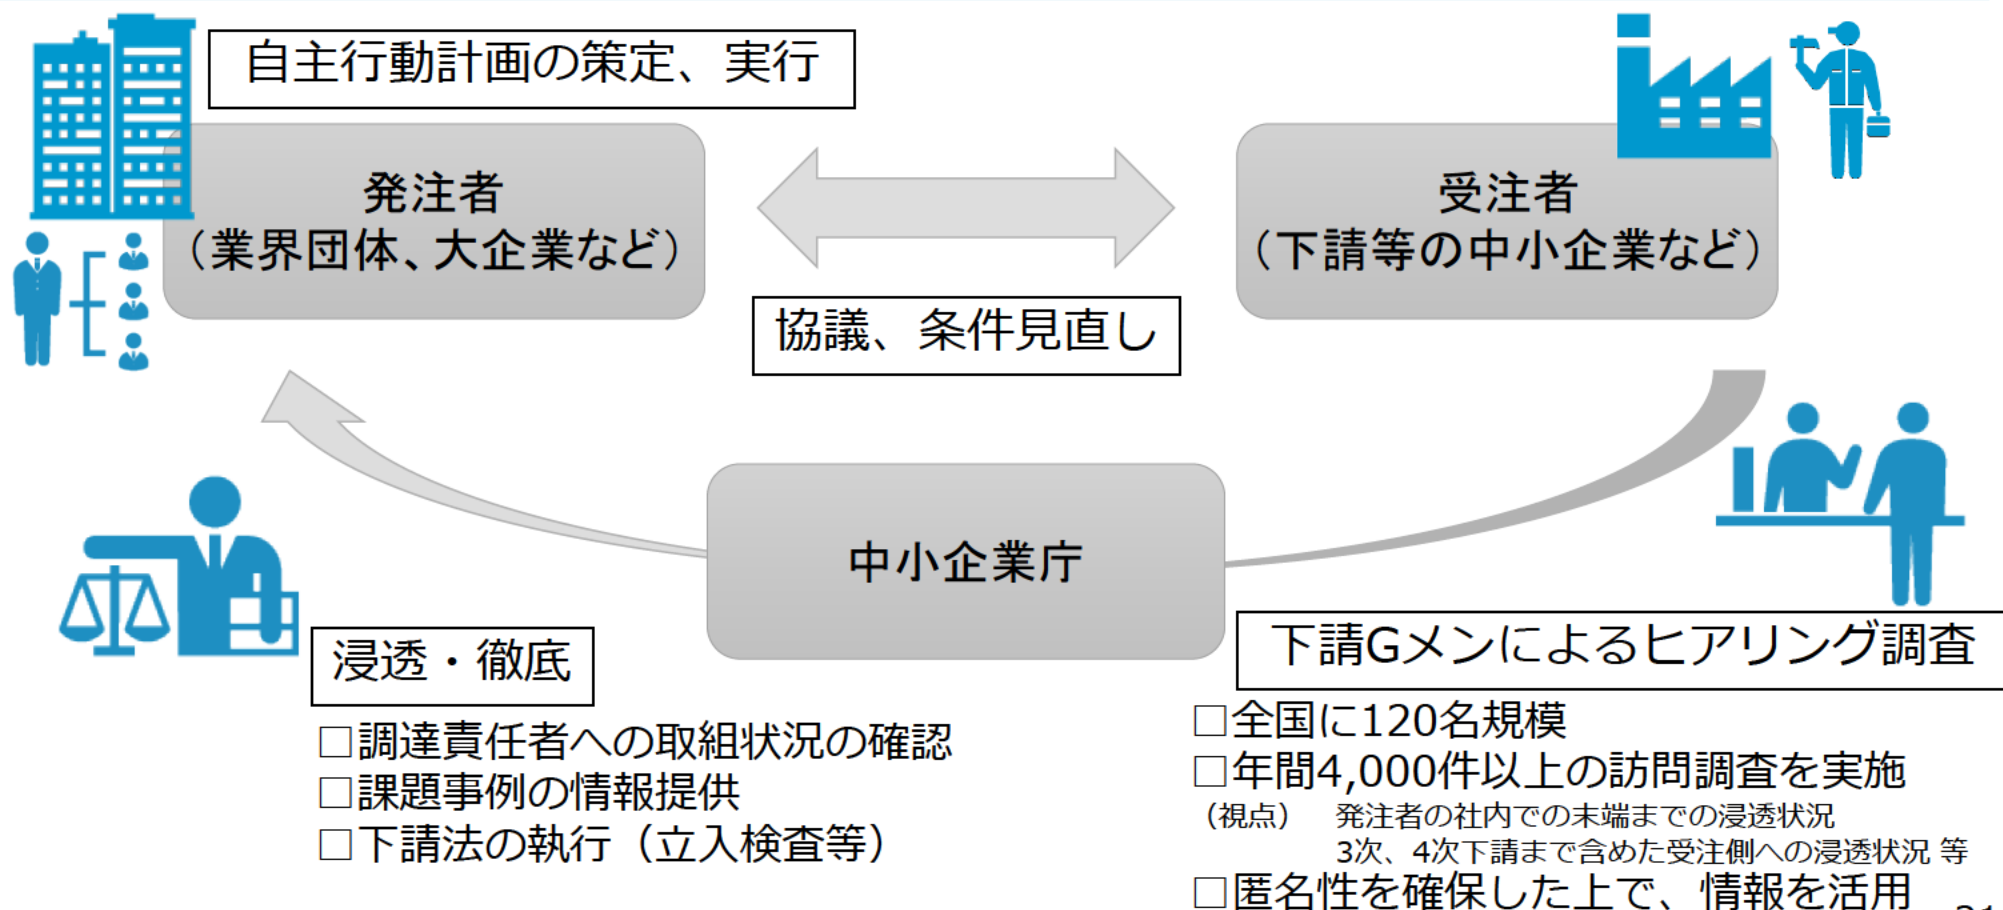 自主行動計画の策定、実行
発注者
（業界団体、大企業など）
受注者
（下請等の中小企業など）
協議、条件見直し
中小企業庁
浸透・徹底
□調達責任者への取組状況の確認
□課題事例の情報提供
□下請法の執行（立入検査等）
下請Gメンによるヒアリング調査
□全国に120名規模
□年間4,000件以上の訪問調査を実施
（視点）　発注者の社内での末端までの浸透状況
3次、4次下請まで含めた受注側への浸透状況 等
□匿名性を確保した上で、情報を活用